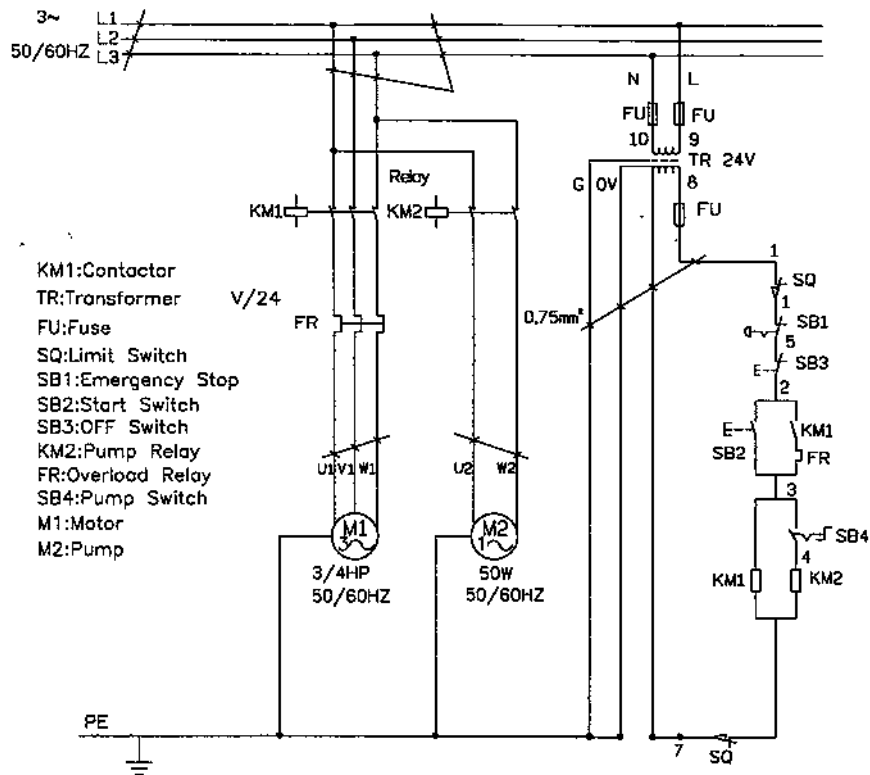 3~ L1
L2
50/60HZ L3
N L
FU FU
10 9
TR 24V
G 0V 8
Relay
KM1 KM2
FU
KM1:Contactor
TR:Transformer V/24
FU:Fuse
SQ:Limit Switch
SB1:Emergency Stop
SB2:Start Switch
SB3:OFF Switch
KM2:Pump Relay
FR:Overload Relay
SB4:Pump Switch
M1:Motor
M2:Pump
FR
0,75mm²
1
SQ
1
SB1
5
E SB3
2
E KM1
SB2 FR
3
SB4
4
KM1 KM2
U1 V1 W1 U2 W2
M1 M2
3 1
3/4HP 50W
50/60HZ 50/60HZ
PE
7 SQ